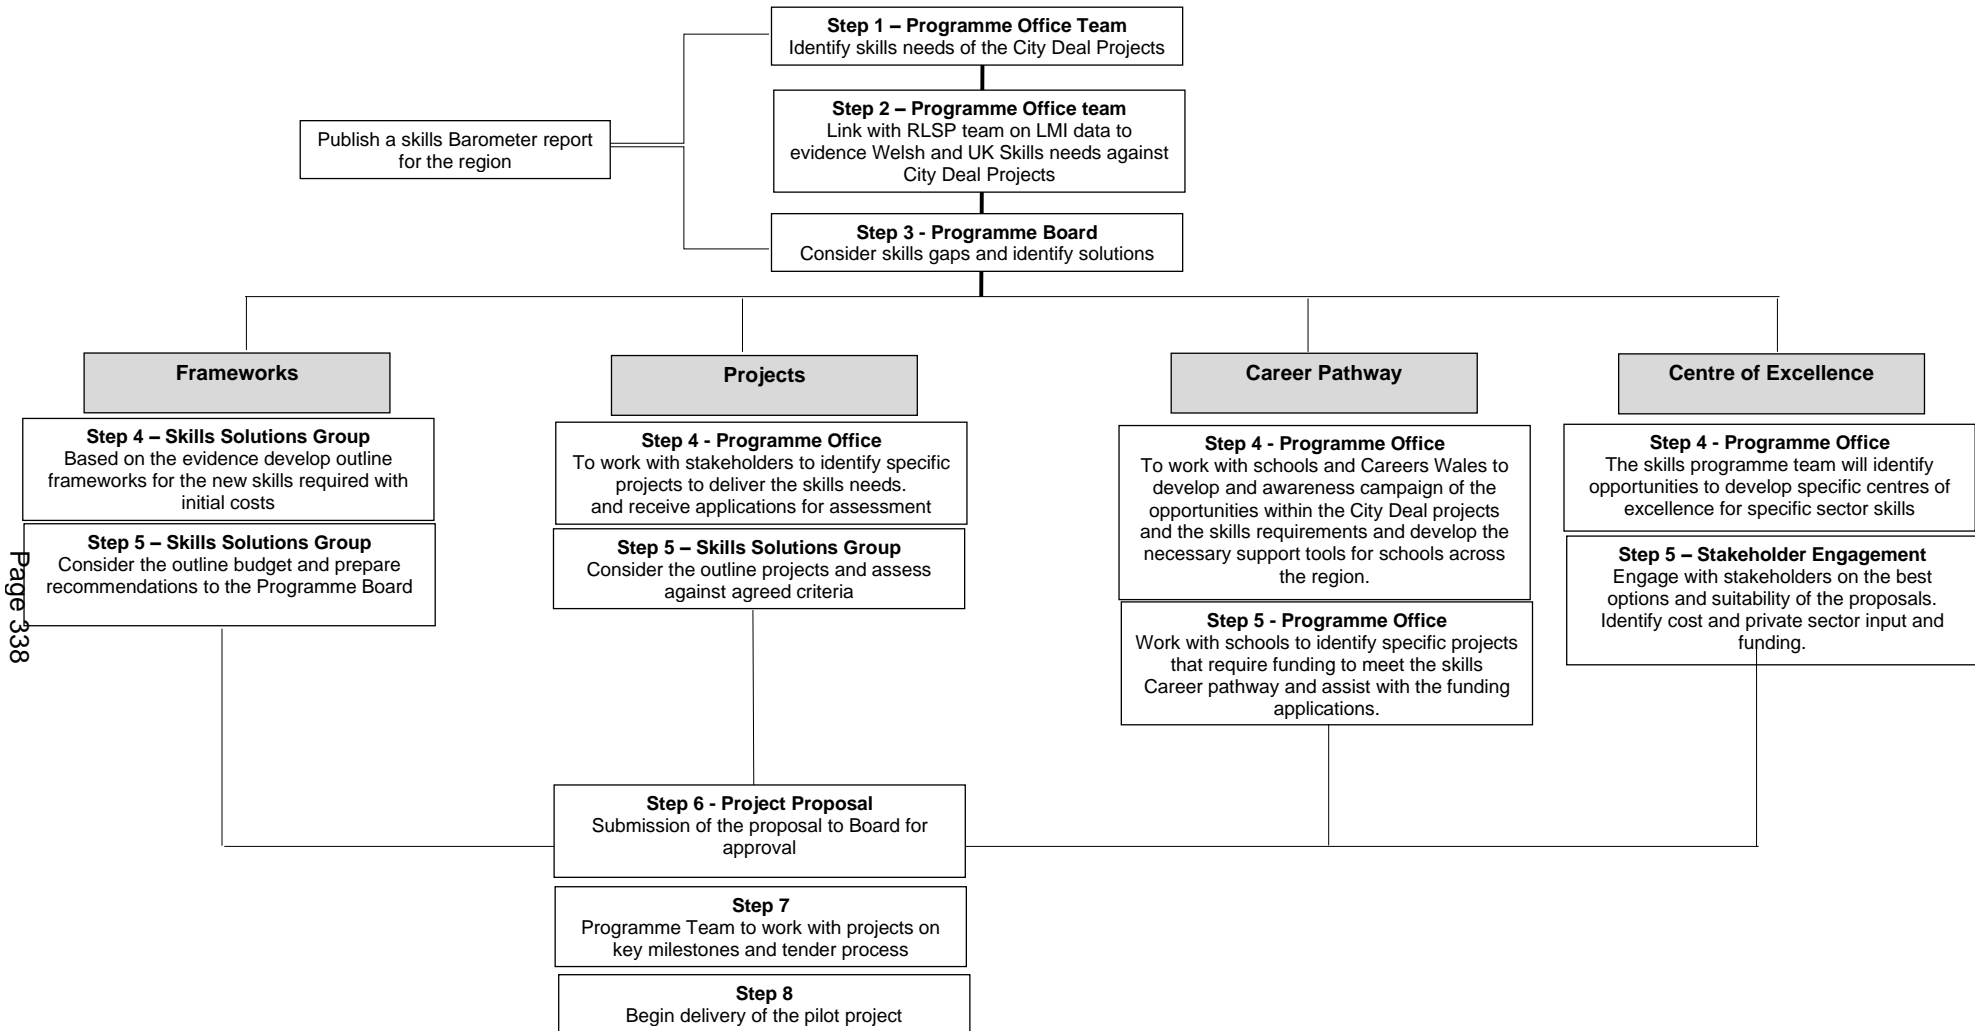 Step 1 – Programme Office Team
Identify skills needs of the City Deal Projects
Step 2 – Programme Office team
Link with RLSP team on LMI data to
evidence Welsh and UK Skills needs against
City Deal Projects
Publish a skills Barometer report
for the region
Step 3 - Programme Board
Consider skills gaps and identify solutions
Frameworks
Step 4 – Skills Solutions Group
Based on the evidence develop outline
frameworks for the new skills required with
initial costs
Step 5 – Skills Solutions Group
Consider the outline budget and prepare
recommendations to the Programme Board
Projects
Step 4 - Programme Office
To work with stakeholders to identify specific
projects to deliver the skills needs.
and receive applications for assessment
Step 5 – Skills Solutions Group
Consider the outline projects and assess
against agreed criteria
Career Pathway
Step 4 - Programme Office
To work with schools and Careers Wales to
develop and awareness campaign of the
opportunities within the City Deal projects
and the skills requirements and develop the
necessary support tools for schools across
the region.
Step 5 - Programme Office
Work with schools to identify specific projects
that require funding to meet the skills
Career pathway and assist with the funding
applications.
Centre of Excellence
Step 4 - Programme Office
The skills programme team will identify
opportunities to develop specific centres of
excellence for specific sector skills
Step 5 – Stakeholder Engagement
Engage with stakeholders on the best
options and suitability of the proposals.
Identify cost and private sector input and
funding.
Step 6 - Project Proposal
Submission of the proposal to Board for
approval
Step 7
Programme Team to work with projects on
key milestones and tender process
Step 8
Begin delivery of the pilot project
Page 338